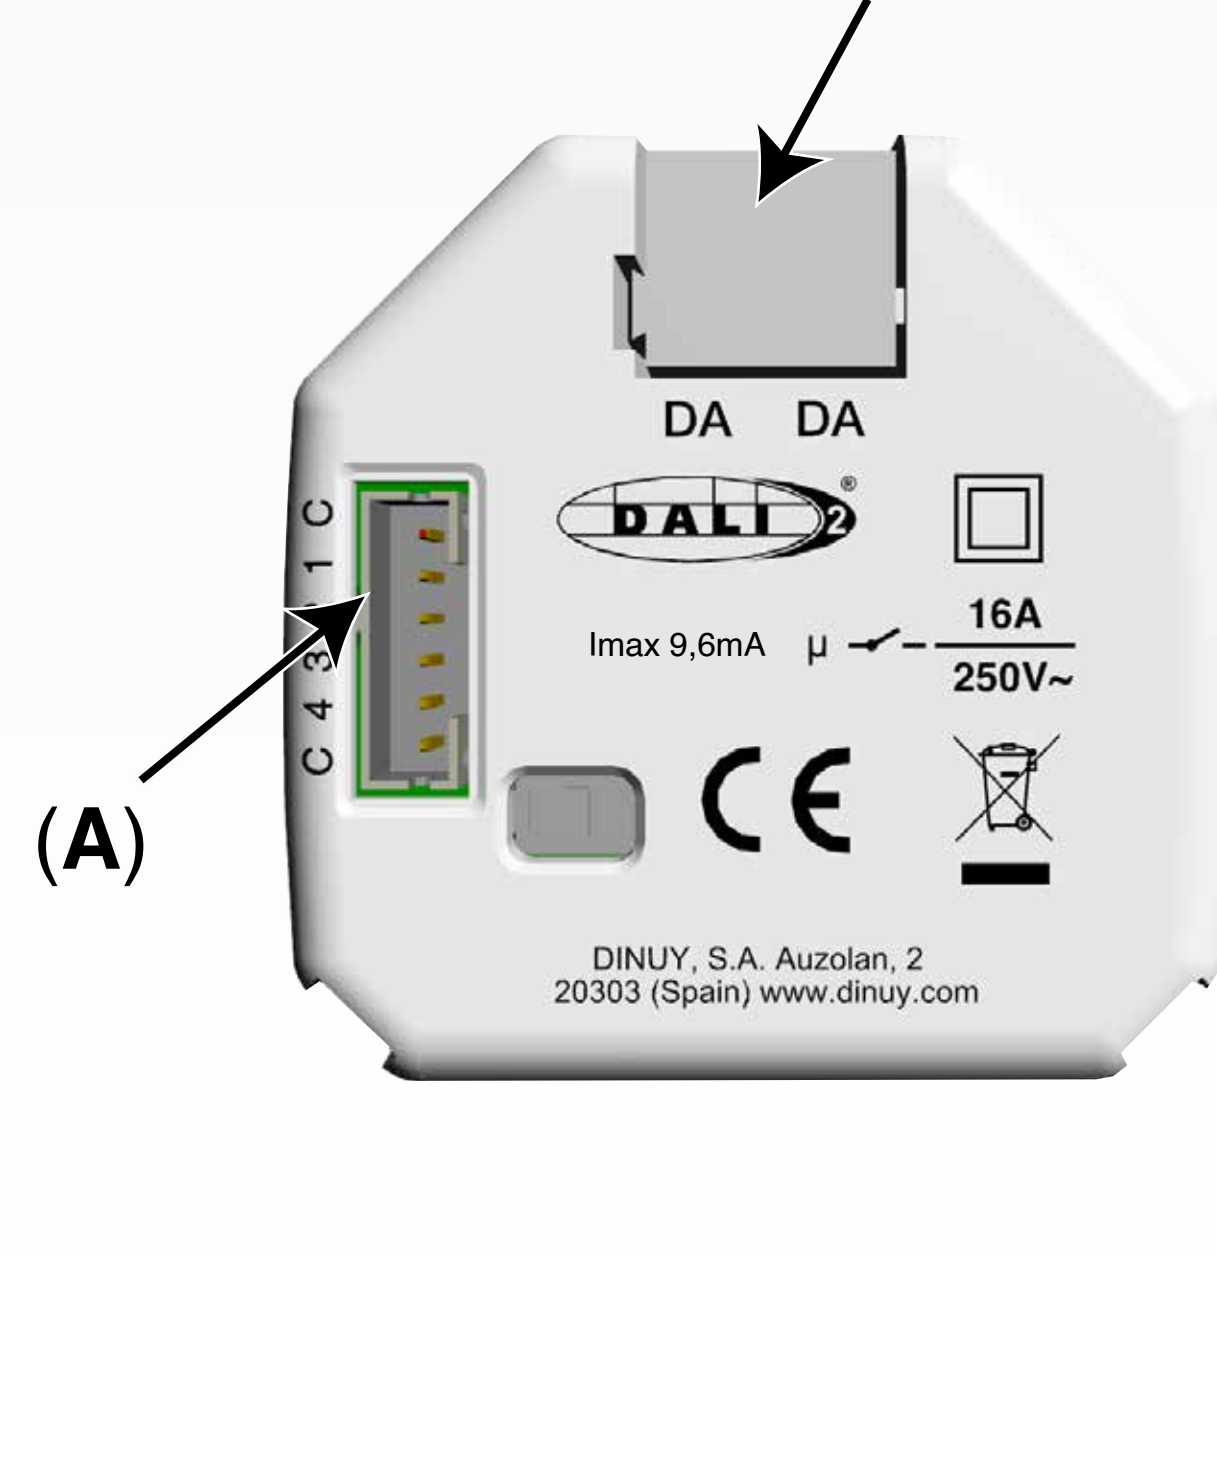 DA DA
DALI 2 ®
C
1
3
4
C
16A
Imax 9,6mA µ
250V~
(A)
CE
DINUY, S.A. Auzolan, 2
20303 (Spain) www.dinuy.com